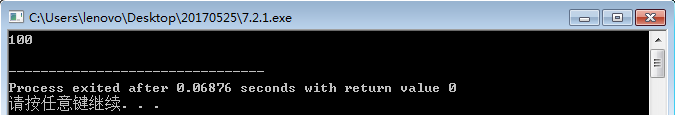 C:\Users\lenovo\Desktop\20170525\7.2.1.exe
100
--------------------------------
Process exited after 0.06876 seconds with return value 0
请按任意键继续. . .